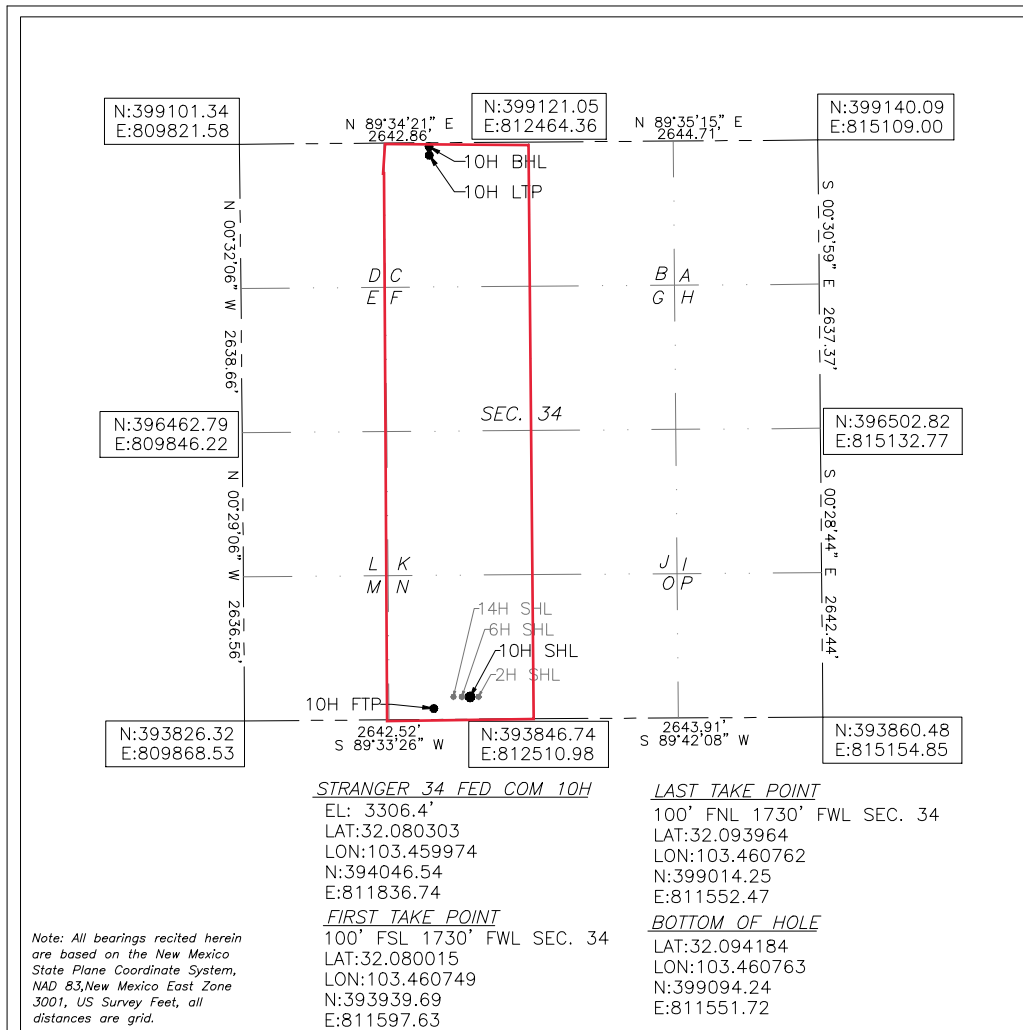 N:399101.34
E:809821.58
N 89°34'21" E
2642.86'
N:399121.05
E:812464.36
N 89°35'15" E
2644.71'
N:399140.09
E:815109.00
10H BHL
10H LTP
N 00°32'06" W 2638.66'
S 00°30'59" E 2637.37'
D C
E F
B A
G H
SEC. 34
N:396462.79
E:809846.22
N:396502.82
E:815132.77
N 00°29'06" W 2636.56'
S 00°28'44" E 2642.44'
L K
M N
J I
O P
14H SHL
6H SHL
10H SHL
2H SHL
10H FTP
N:393826.32
E:809868.53
2642.52'
S 89°33'26" W
N:393846.74
E:812510.98
2643.91'
S 89°42'08" W
N:393860.48
E:815154.85
STRANGER 34 FED COM 10H
EL: 3306.4'
LAT:32.080303
LON:103.459974
N:394046.54
E:811836.74
FIRST TAKE POINT
100' FSL 1730' FWL SEC. 34
LAT:32.080015
LON:103.460749
N:393939.69
E:811597.63
LAST TAKE POINT
100' FNL 1730' FWL SEC. 34
LAT:32.093964
LON:103.460762
N:399014.25
E:811552.47
BOTTOM OF HOLE
LAT:32.094184
LON:103.460763
N:399094.24
E:811551.72
Note: All bearings recited herein
are based on the New Mexico
State Plane Coordinate System,
NAD 83,New Mexico East Zone
3001, US Survey Feet, all
distances are grid.